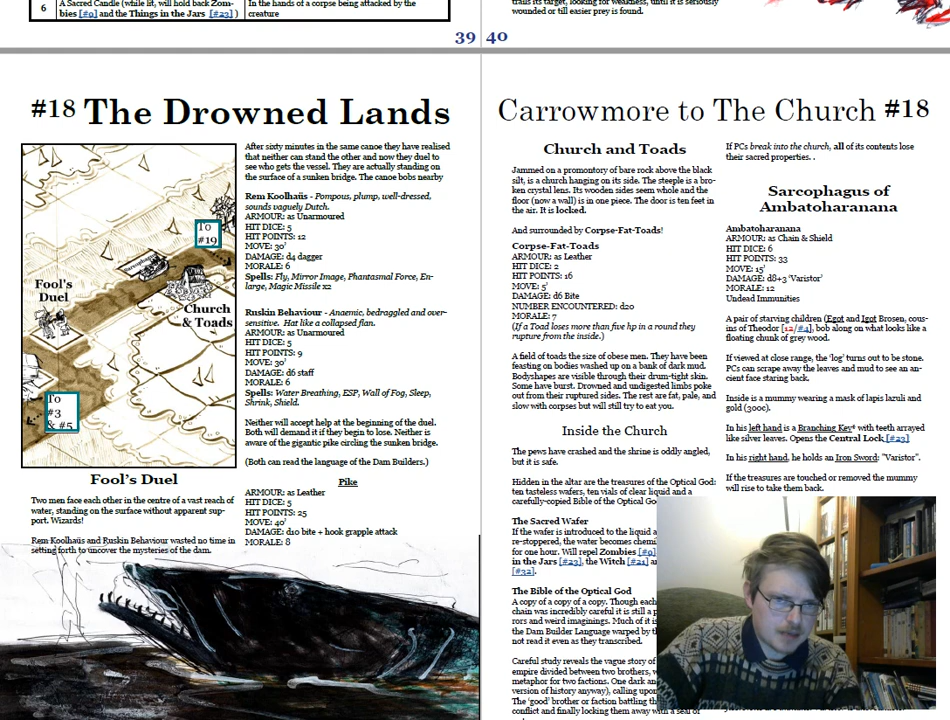 6
A Sacred Candle (while lit, will hold back Zom-
bies [#9] and the Things in the Jars [#23] )
In the hands of a corpse being attacked by the
creature
39
trails its target, looking for weakness, until it is seriously
wounded or till easier prey is found.
40
#18 The Drowned Lands
To
#19
Sarcophagus
Fool's
Duel
Church
& Toads
To
#3
& #5
Fool's Duel
Two men face each other in the centre of a vast reach of
water, standing on the surface without apparent sup-
port. Wizards!
Rem Koolhaüs and Ruskin Behaviour wasted no time in
setting forth to uncover the mysteries of the dam.
After sixty minutes in the same canoe they have realised
that neither can stand the other and now they duel to
see who gets the vessel. They are actually standing on
the surface of a sunken bridge. The canoe bobs nearby
Rem Koolhaüs - Pompous, plump, well-dressed,
sounds vaguely Dutch.
ARMOUR: as Unarmoured
HIT DICE: 5
HIT POINTS: 12
MOVE: 30'
DAMAGE: d4 dagger
MORALE: 6
Spells: Fly, Mirror Image, Phantasmal Force, En-
large, Magic Missile x2
Ruskin Behaviour - Anaemic, bedraggled and over-
sensitive. Hat like a collapsed flan.
ARMOUR: as Unarmoured
HIT DICE: 5
HIT POINTS: 9
MOVE: 30'
DAMAGE: d6 staff
MORALE: 6
Spells: Water Breathing, ESP, Wall of Fog, Sleep,
Shrink, Shield.
Neither will accept help at the beginning of the duel.
Both will demand it if they begin to lose. Neither is
aware of the gigantic pike circling the sunken bridge.
(Both can read the language of the Dam Builders.)
Pike
ARMOUR: as Leather
HIT DICE: 5
HIT POINTS: 25
MOVE: 40'
DAMAGE: d10 bite + hook grapple attack
MORALE: 8
Carrowmore to The Church #18
Church and Toads
Jammed on a promontory of bare rock above the black
silt, is a church hanging on its side. The steeple is a bro-
ken crystal lens. Its wooden sides seem whole and the
floor (now a wall) is in one piece. The door is ten feet in
the air. It is locked.
And surrounded by Corpse-Fat-Toads!
Corpse-Fat-Toads
ARMOUR: as Leather
HIT DICE: 2
HIT POINTS: 16
MOVE: 5'
DAMAGE: d6 Bite
NUMBER ENCOUNTERED: d20
MORALE: 7
(If a Toad loses more than five hp in a round they
rupture from the inside.)
A field of toads the size of obese men. They have been
feasting on bodies washed up on a bank of dark mud.
Bodyshapes are visible through their drum-tight skin.
Some have burst. Drowned and undigested limbs poke
out from their ruptured sides. The rest are fat, pale, and
slow with corpses but will still try to eat you.
Inside the Church
The pews have crashed and the shrine is oddly angled,
but it is safe.
Hidden in the altar are the treasures of the Optical God:
ten tasteless wafers, ten vials of clear liquid and a
carefully-copied Bible of the Optical Go
The Sacred Wafer
If the wafer is introduced to the liquid a
re-stoppered, the water becomes chemi
for one hour. Will repel Zombies [#9]
in the Jars [#23], the Witch [#21] an
[#32].
The Bible of the Optical God
A copy of a copy of a copy. Though each
chain was incredibly careful it is still a p
rors and weird imaginings. Much of it is
the Dam Builder Language warped by th
not read it even as they transcribed.
Careful study reveals the vague story of
empire divided between two brothers, w
metaphor for two factions. One dark an
version of history anyway), calling upon
The 'good' brother or faction battling th
conflict and finally locking them away with a seal of
If PCs break into the church, all of its contents lose
their sacred properties. .
Sarcophagus of
Ambatoharanana
Ambatoharanana
ARMOUR: as Chain & Shield
HIT DICE: 6
HIT POINTS: 33
MOVE: 15'
DAMAGE: d8+3 'Varistor'
MORALE: 12
Undead Immunities
A pair of starving children (Egot and Igot Brosen, cous-
ins of Theodor [12/#4], bob along on what looks like a
floating chunk of grey wood.
If viewed at close range, the 'log' turns out to be stone.
PCs can scrape away the leaves and mud to see an an-
cient face staring back.
Inside is a mummy wearing a mask of lapis lazuli and
gold (300c).
In his left hand is a Branching Key* with teeth arrayed
like silver leaves. Opens the Central Lock [#23]
In his right hand, he holds an Iron Sword: "Varistor".
If the treasures are touched or removed the mummy
will rise to take them back.